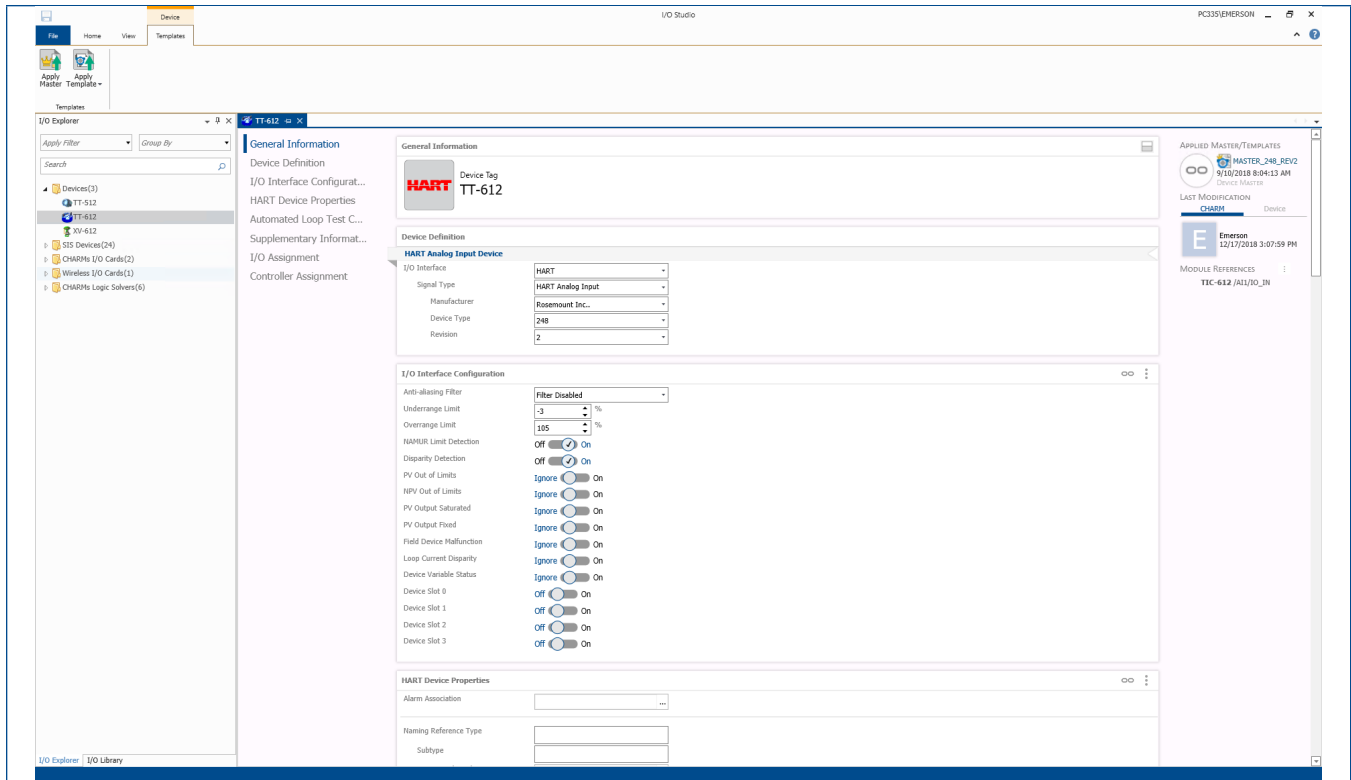 Device
I/O Studio
PC335\EMERSON
File
Home
View
Templates
Apply Master
Apply Template
Templates
I/O Explorer
Apply Filter
Group By
Search
Devices(3)
TT-512
TT-612
XV-612
SIS Devices(24)
CHARMs I/O Cards(2)
Wireless I/O Cards(1)
CHARMs Logic Solvers(6)
I/O Explorer
I/O Library
TT-612
General Information
Device Definition
I/O Interface Configurat...
HART Device Properties
Automated Loop Test C...
Supplementary Informat...
I/O Assignment
Controller Assignment
General Information
HART
Device Tag
TT-612
Device Definition
HART Analog Input Device
I/O Interface HART
Signal Type HART Analog Input
Manufacturer Rosemount Inc..
Device Type 248
Revision 2
I/O Interface Configuration
Anti-aliasing Filter Filter Disabled
Underrange Limit -3 %
Overrange Limit 105 %
NAMUR Limit Detection Off On
Disparity Detection Off On
PV Out of Limits Ignore On
NPV Out of Limits Ignore On
PV Output Saturated Ignore On
PV Output Fixed Ignore On
Field Device Malfunction Ignore On
Loop Current Disparity Ignore On
Device Variable Status Ignore On
Device Slot 0 Off On
Device Slot 1 Off On
Device Slot 2 Off On
Device Slot 3 Off On
HART Device Properties
Alarm Association ...
Naming Reference Type
Subtype
APPLIED MASTER/TEMPLATES
MASTER_248_REV2
9/10/2018 8:04:13 AM
DEVICE MASTER
LAST MODIFICATION
CHARM Device
E
Emerson
12/17/2018 3:07:59 PM
MODULE REFERENCES
TIC-612 /AI1/IO_IN